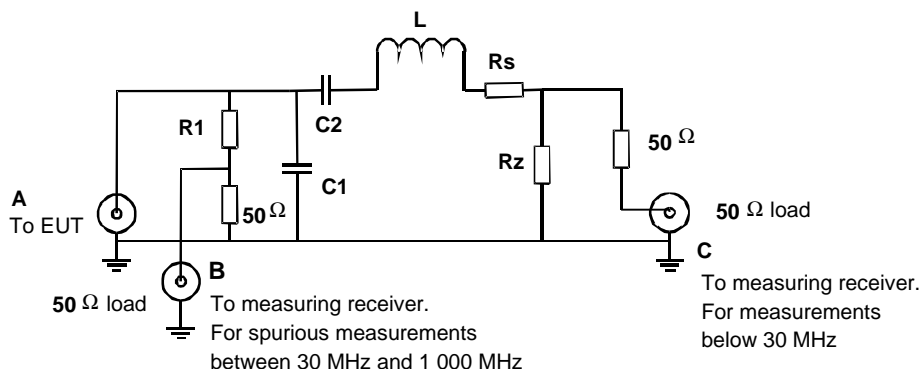 L
Rs
R1
C2
50 Ω
C1
Rz
A
To EUT
50 Ω
50 Ω load
B
C
50 Ω load
To measuring receiver.
For spurious measurements
between 30 MHz and 1 000 MHz
To measuring receiver.
For measurements
below 30 MHz